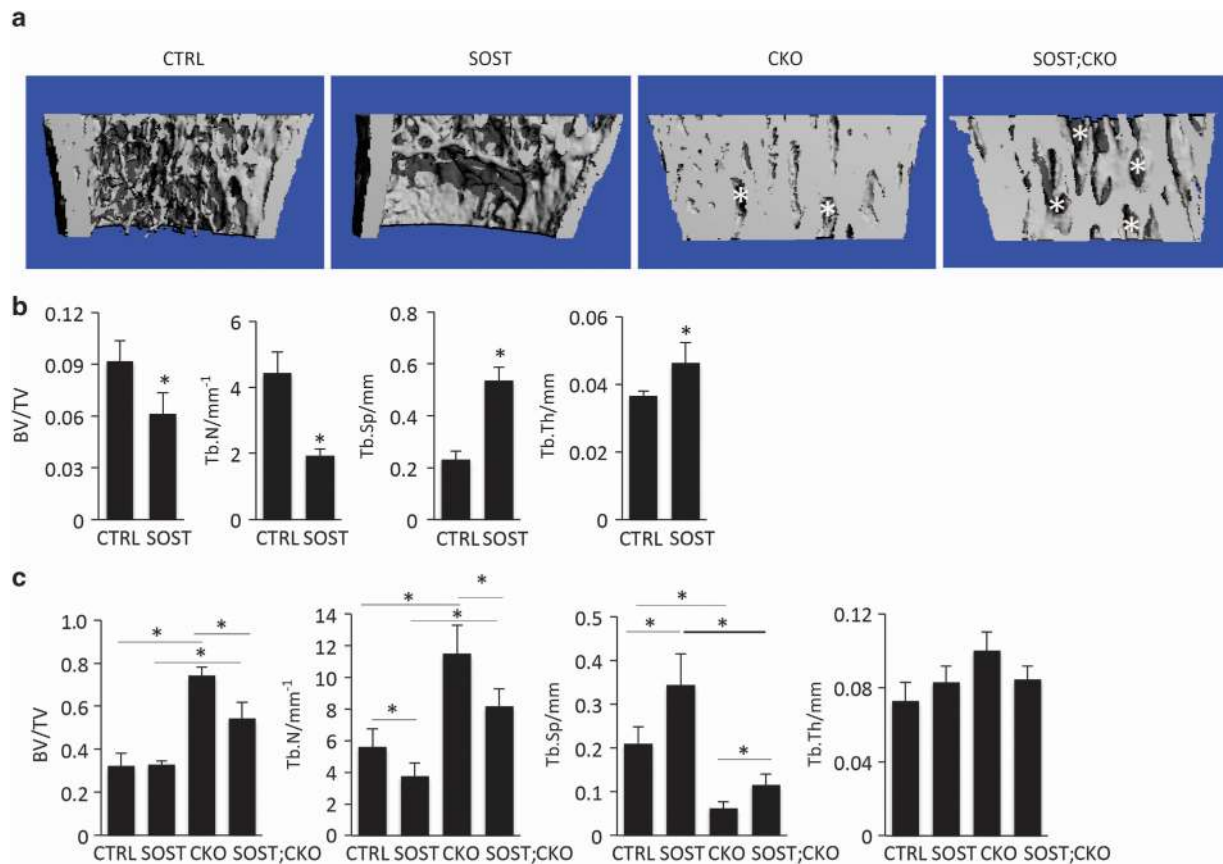 a
CTRL SOST CKO SOST;CKO
* * * * * *
b
BV/TV
0.12
0.09
0.06
0.03
0
*
CTRL SOST
Tb.N/mm-1
6
4
2
0
*
CTRL SOST
Tb.Sp/mm
0.8
0.6
0.4
0.2
0
*
CTRL SOST
Tb.Th/mm
0.06
0.04
0.02
0.00
*
CTRL SOST
c
BV/TV
1.0
0.8
0.6
0.4
0.2
0
* *
*
CTRL SOST CKO SOST;CKO
Tb.N/mm-1
14
12
10
8
6
4
2
0
*
*
*
*
CTRL SOST CKO SOST;CKO
Tb.Sp/mm
0.5
0.4
0.3
0.2
0.1
0
*
* *
*
CTRL SOST CKO SOST;CKO
Tb.Th/mm
0.12
0.08
0.04
0
CTRL SOST CKO SOST;CKO